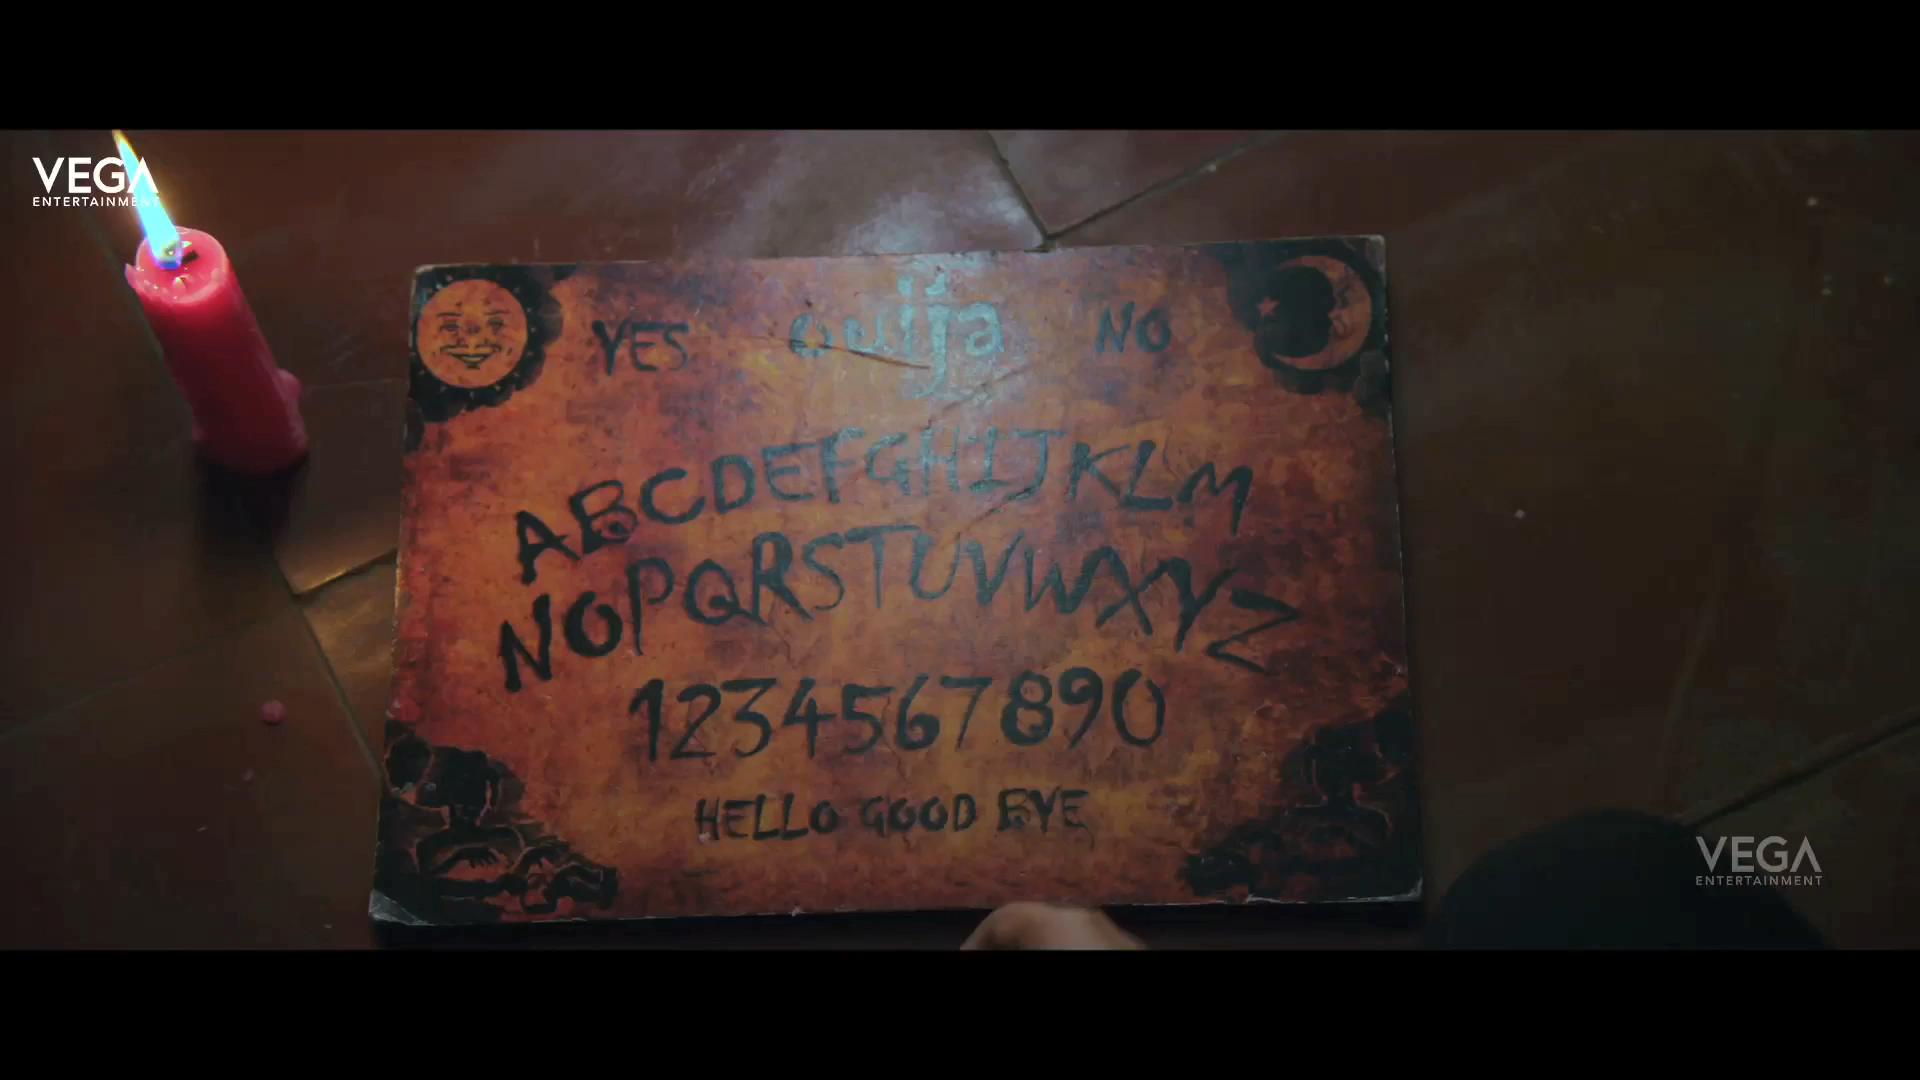 VEGA
ENTERTAINMENT
YES ouija NO
ABCDEFGHIJKLM
NOPQRSTUVWXYZ
1234567890
HELLO GOOD BYE
VEGA
ENTERTAINMENT